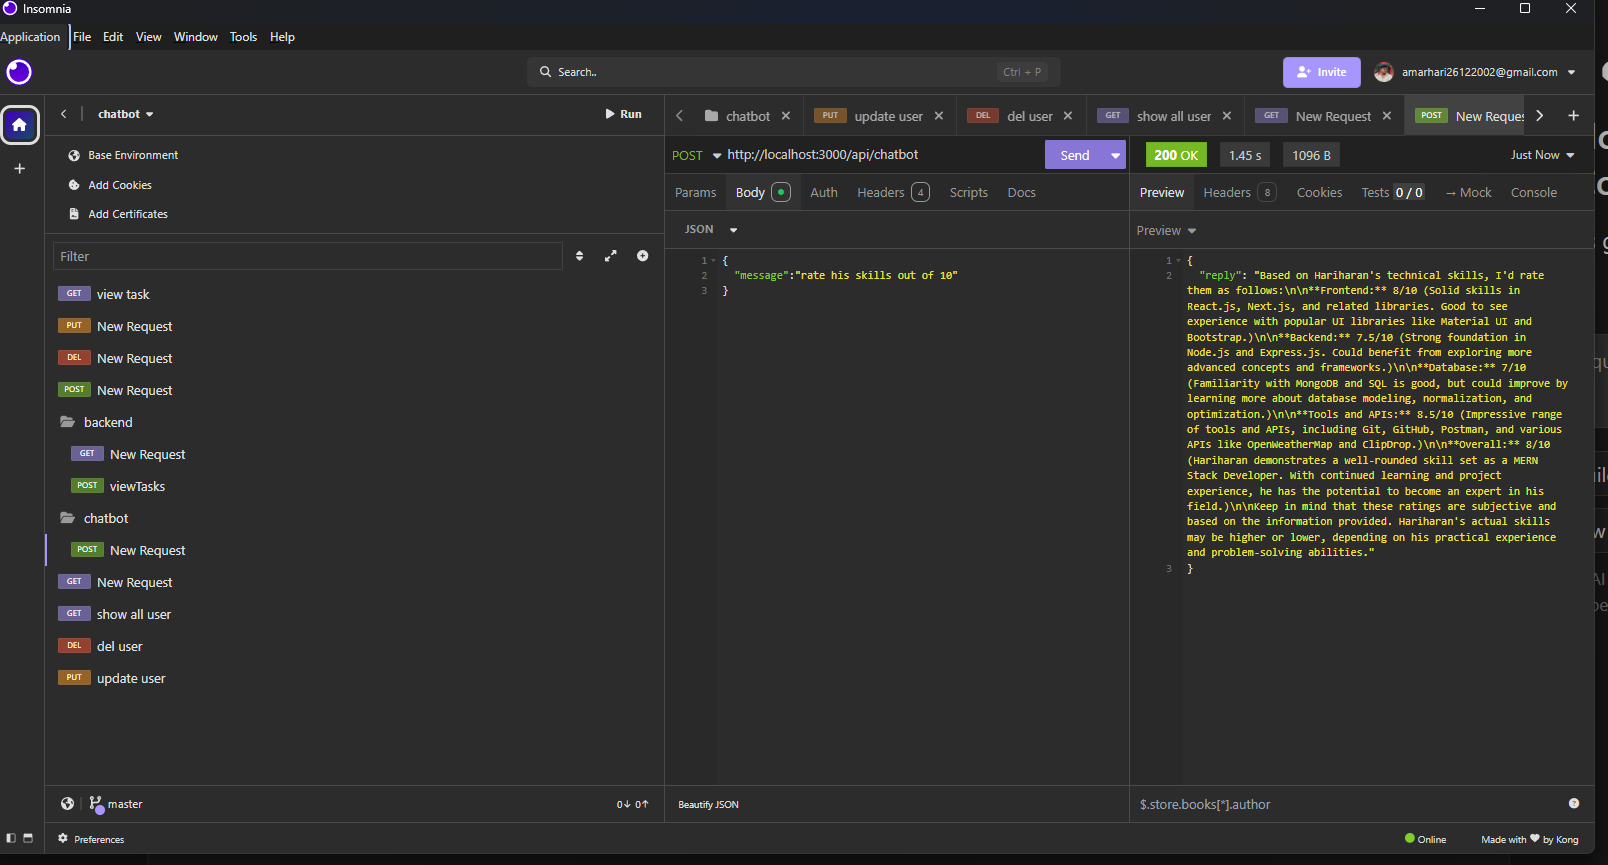 Insomnia
Application File Edit View Window Tools Help
Search.. Ctrl + P Invite amarhari26122002@gmail.com
chatbot Run
Base Environment
Add Cookies
Add Certificates
Filter
GET view task
PUT New Request
DEL New Request
POST New Request
backend
GET New Request
POST viewTasks
chatbot
POST New Request
GET New Request
GET show all user
DEL del user
PUT update user
master 0↓ 0↑
Preferences
chatbot PUT update user DEL del user GET show all user GET New Request POST New Reques
POST http://localhost:3000/api/chatbot Send
Params Body Auth Headers 4 Scripts Docs
JSON
1 {
2 "message":"rate his skills out of 10"
3 }
Beautify JSON
200 OK 1.45 s 1096 B Just Now
Preview Headers 8 Cookies Tests 0 / 0 → Mock Console
Preview
1 {
2 "reply": "Based on Hariharan's technical skills, I'd rate
them as follows:\n\n**Frontend:** 8/10 (Solid skills in
React.js, Next.js, and related libraries. Good to see
experience with popular UI libraries like Material UI and
Bootstrap.)\n\n**Backend:** 7.5/10 (Strong foundation in
Node.js and Express.js. Could benefit from exploring more
advanced concepts and frameworks.)\n\n**Database:** 7/10
(Familiarity with MongoDB and SQL is good, but could improve by
learning more about database modeling, normalization, and
optimization.)\n\n**Tools and APIs:** 8.5/10 (Impressive range
of tools and APIs, including Git, GitHub, Postman, and various
APIs like OpenWeatherMap and ClipDrop.)\n\n**Overall:** 8/10
(Hariharan demonstrates a well-rounded skill set as a MERN
Stack Developer. With continued learning and project
experience, he has the potential to become an expert in his
field.)\n\nKeep in mind that these ratings are subjective and
based on the information provided. Hariharan's actual skills
may be higher or lower, depending on his practical experience
and problem-solving abilities."
3 }
$.store.books[*].author
Online Made with by Kong